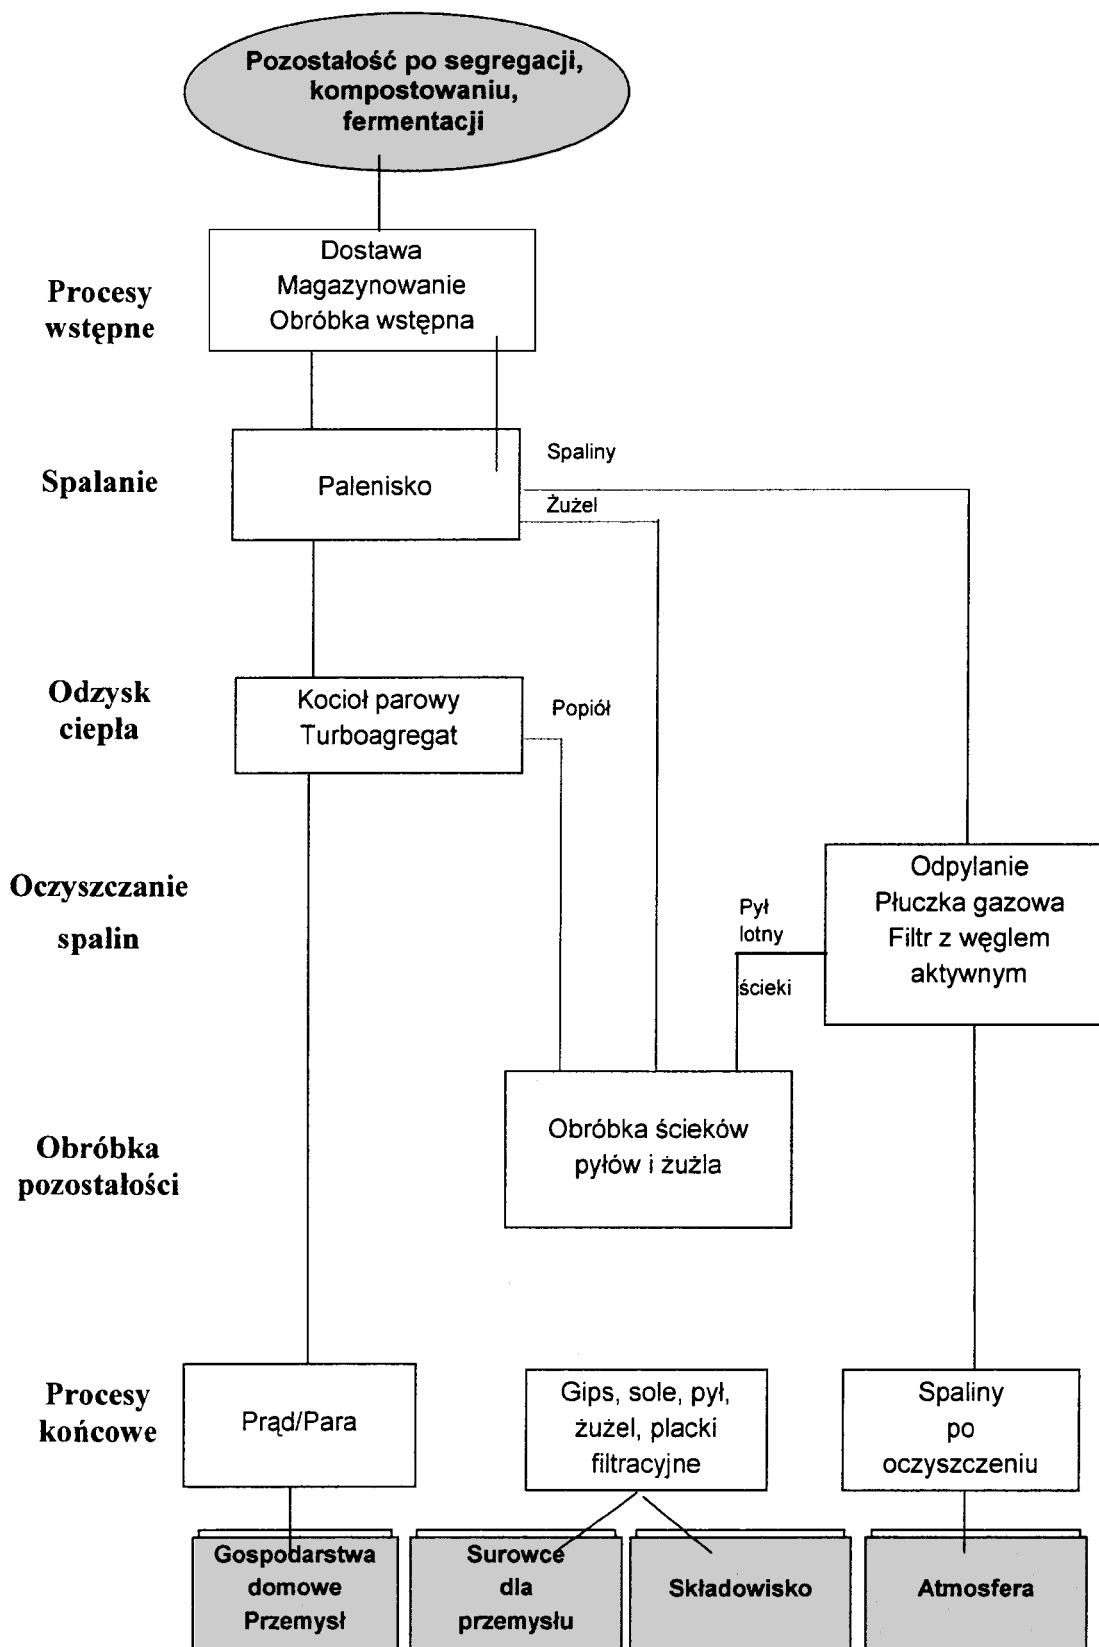 Pozostałość po segregacji,
kompostowaniu,
fermentacji
Procesy
wstępne
Dostawa
Magazynowanie
Obróbka wstępna
Spalanie
Palenisko
Spaliny
Żużel
Odzysk
ciepła
Kocioł parowy
Turboagregat
Popiół
Oczyszczanie
spalin
Pył
lotny
ścieki
Odpylanie
Płuczka gazowa
Filtr z węglem
aktywnym
Obróbka
pozostałości
Obróbka ścieków
pyłów i żużla
Procesy
końcowe
Prąd/Para
Gips, sole, pył,
żużel, placki
filtracyjne
Spaliny
po
oczyszczeniu
Gospodarstwa
domowe
Przemysł
Surowce
dla
przemysłu
Składowisko
Atmosfera